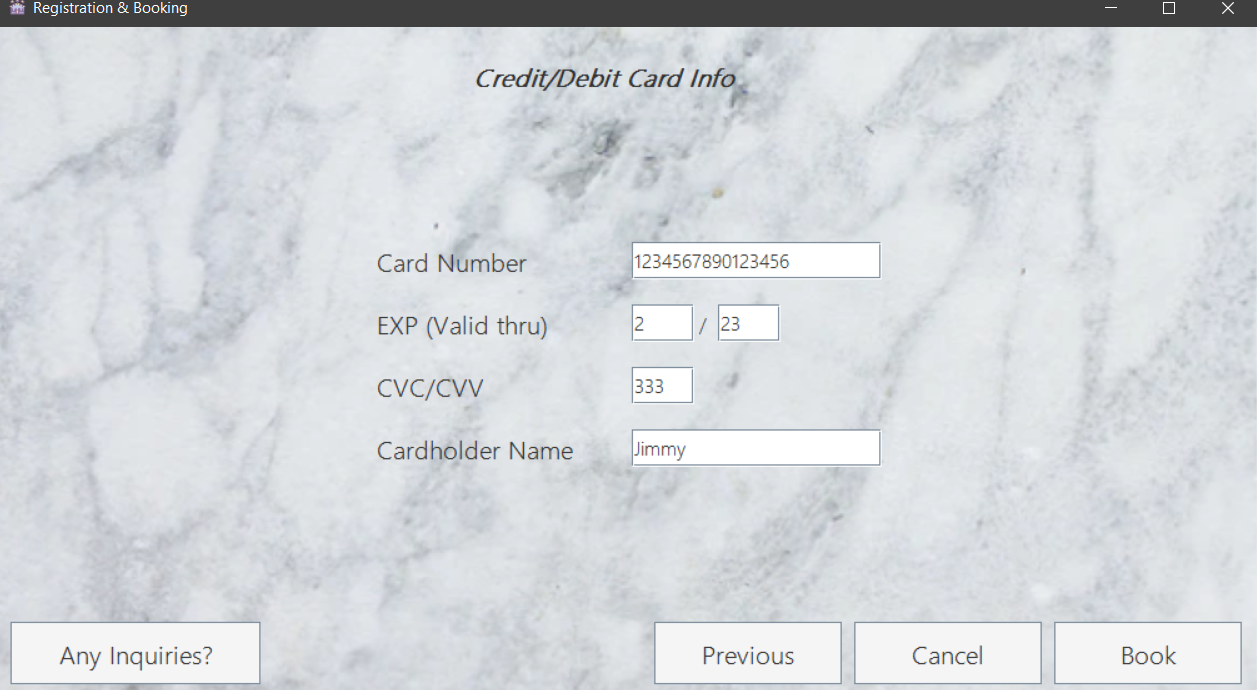 Registration & Booking
Credit/Debit Card Info
Card Number 1234567890123456
EXP (Valid thru) 2 / 23
CVC/CVV 333
Cardholder Name Jimmy
Any Inquiries? Previous Cancel Book